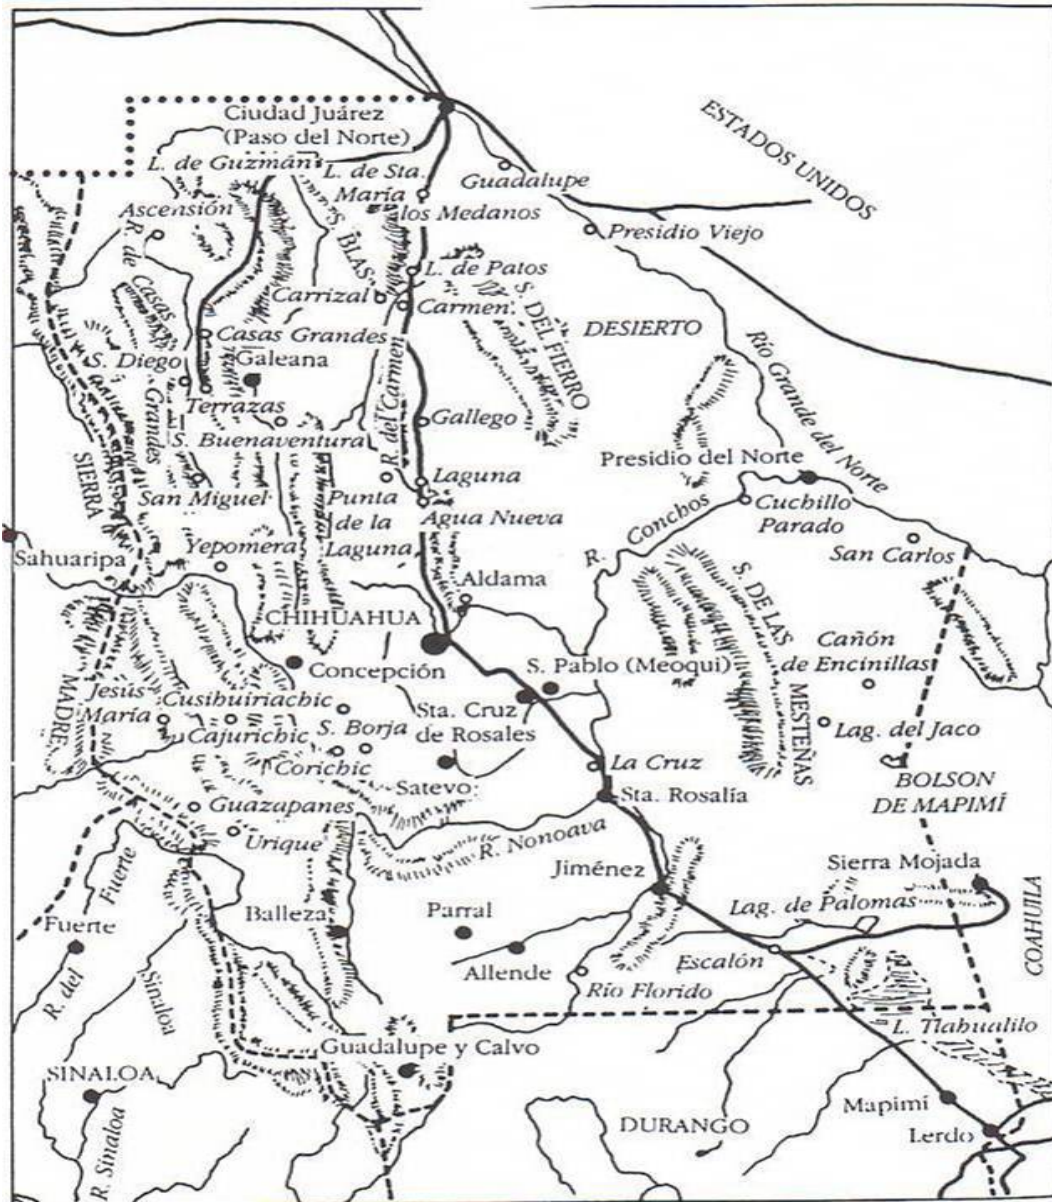 ESTADOS UNIDOS
Ciudad Juárez
(Paso del Norte)
L. de Guzmán
L. de Sta.
María
Guadalupe
Ascensión
los Medanos
S. BLAS
Presidio Viejo
R. de Casas
Grandes
L. de Patos
Carrizal
Carmen
S. DEL FIERRO
DESIERTO
Casas Grandes
S. Diego
Galeana
Río Grande del Norte
Terrazas
R. del Carmen
Gallego
S. Buenaventura
SIERRA
MADRE
Presidio del Norte
San Miguel
Punta
de la
Laguna
Laguna
Agua Nueva
R. Conchos
Cuchillo
Parado
San Carlos
Sahuaripa
Yepomera
Aldama
S. DE LAS
MESTEÑAS
CHIHUAHUA
Cañón
de Encinillas
Concepción
S. Pablo (Meoqui)
Jesús
María
Cusihuiriachic
Sta. Cruz
de Rosales
Cajurichic
S. Borja
Lag. del Jaco
Corichic
La Cruz
Satevo
BOLSON
DE MAPIMÍ
Sta. Rosalía
Guazapanes
Urique
R. Nonoava
Jiménez
Sierra Mojada
Fuerte
R. del
Fuerte
Balleza
Parral
Lag. de Palomas
COAHUILA
Allende
Escalón
Río Florido
Sinaloa
L. Tlahualilo
Guadalupe y Calvo
SINALOA
Mapimí
DURANGO
Lerdo
R. Sinaloa